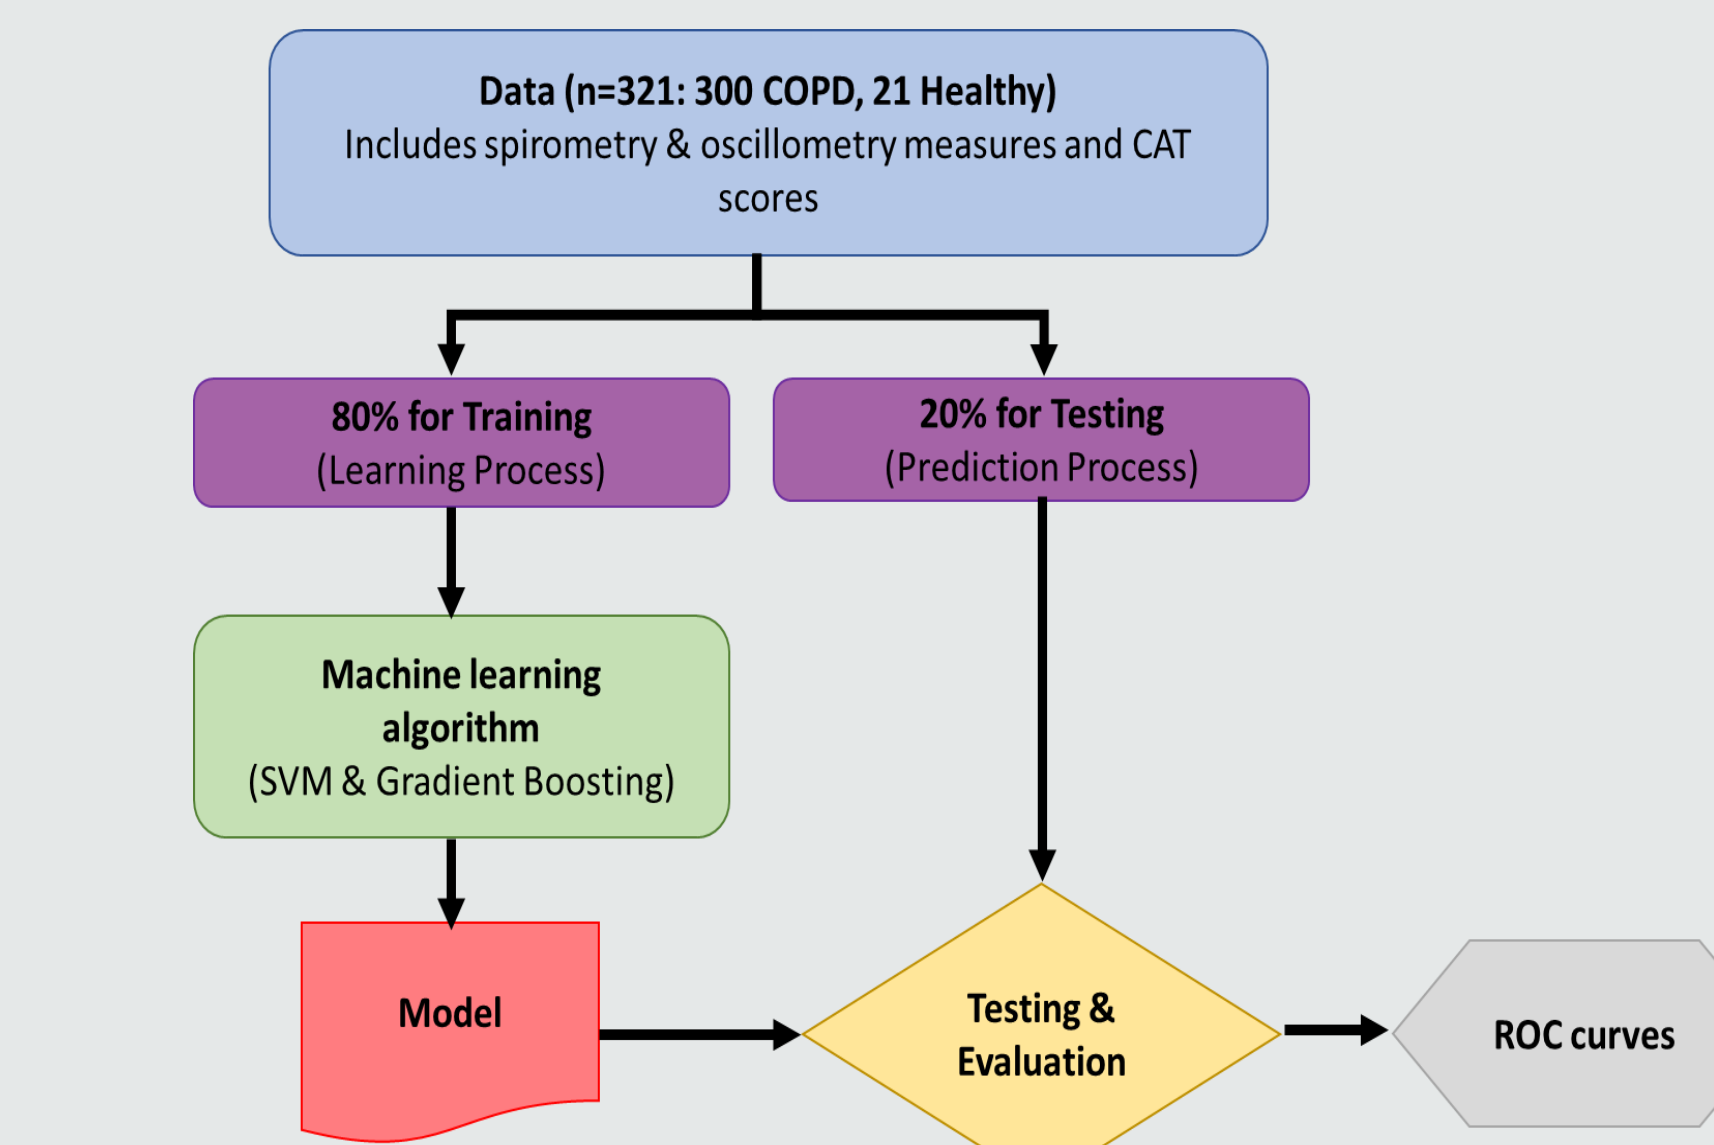 Data (n=321: 300 COPD, 21 Healthy)
Includes spirometry & oscillometry measures and CAT
scores
80% for Training
(Learning Process)
20% for Testing
(Prediction Process)
Machine learning
algorithm
(SVM & Gradient Boosting)
Model
Testing &
Evaluation
ROC curves